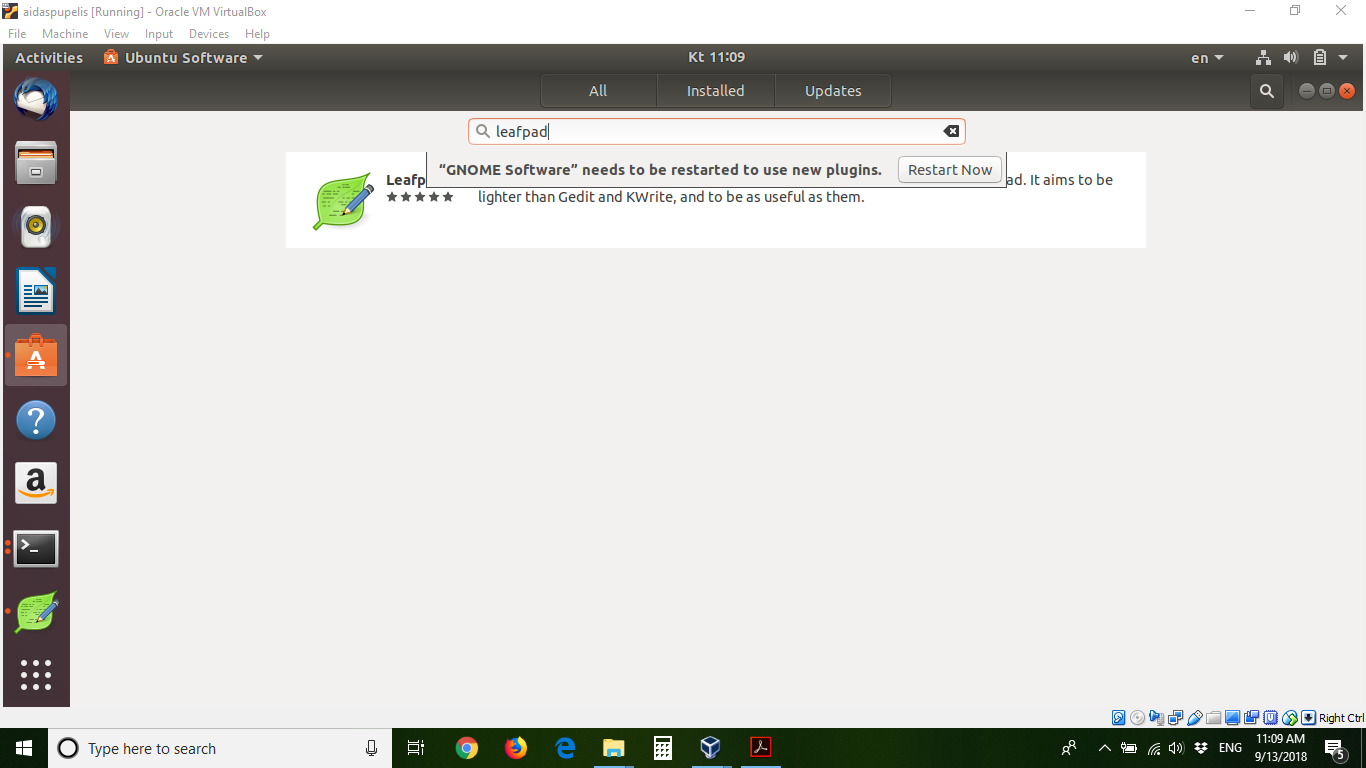 aidaspupelis [Running] - Oracle VM VirtualBox
File Machine View Input Devices Help
Activities Ubuntu Software Kt 11:09 en
All Installed Updates
leafpad
“GNOME Software” needs to be restarted to use new plugins. Restart Now
Leafp ad. It aims to be
lighter than Gedit and KWrite, and to be as useful as them.
Right Ctrl
Type here to search
ENG
11:09 AM
9/13/2018
5